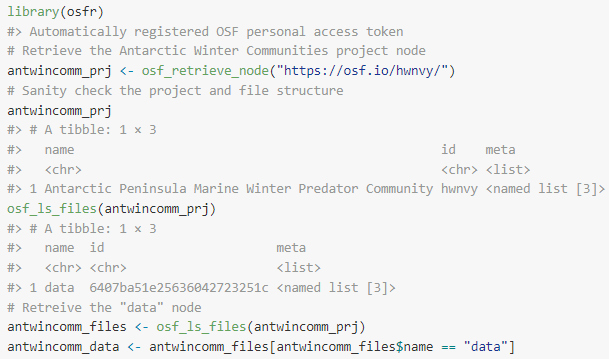 library(osfr)
#> Automatically registered OSF personal access token
# Retrieve the Antarctic Winter Communities project node
antwincomm_prj <- osf_retrieve_node("https://osf.io/hwnvy/")
# Sanity check the project and file structure
antwincomm_prj
#> # A tibble: 1 × 3
#>   name                                              id    meta
#>   <chr>                                             <chr> <list>
#> 1 Antarctic Peninsula Marine Winter Predator Community hwnvy <named list [3]>
osf_ls_files(antwincomm_prj)
#> # A tibble: 1 × 3
#>   name  id                       meta
#>   <chr> <chr>                    <list>
#> 1 data  6407ba51e25636042723251c <named list [3]>
# Retreive the "data" node
antwincomm_files <- osf_ls_files(antwincomm_prj)
antwincomm_data <- antwincomm_files[antwincomm_files$name == "data"]